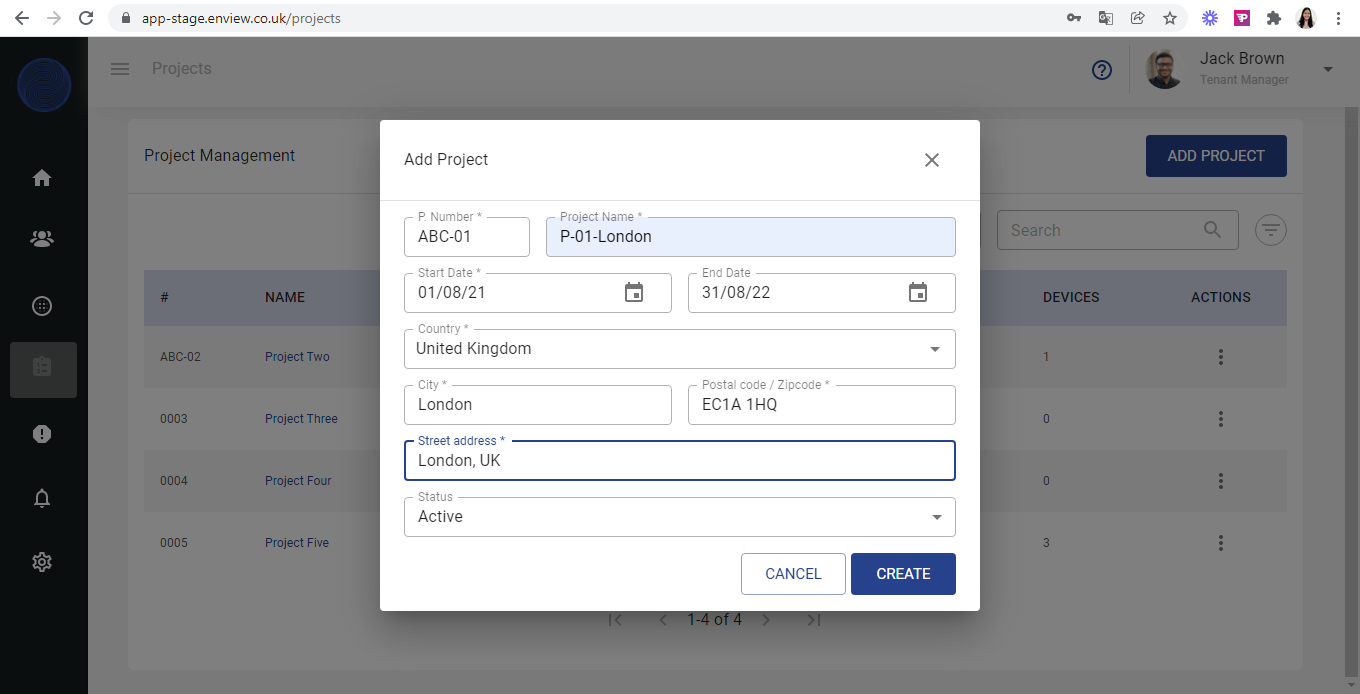 app-stage.enview.co.uk/projects
Projects
Jack Brown
Tenant Manager
Project Management
ADD PROJECT
Add Project
P. Number *
ABC-01
Project Name *
P-01-London
Search
Start Date *
01/08/21
End Date
31/08/22
# NAME DEVICES ACTIONS
Country *
United Kingdom
ABC-02 Project Two 1
City *
London
Postal code / Zipcode *
EC1A 1HQ
0003 Project Three 0
Street address *
London, UK
0004 Project Four 0
Status
Active
0005 Project Five 3
CANCEL CREATE
1-4 of 4